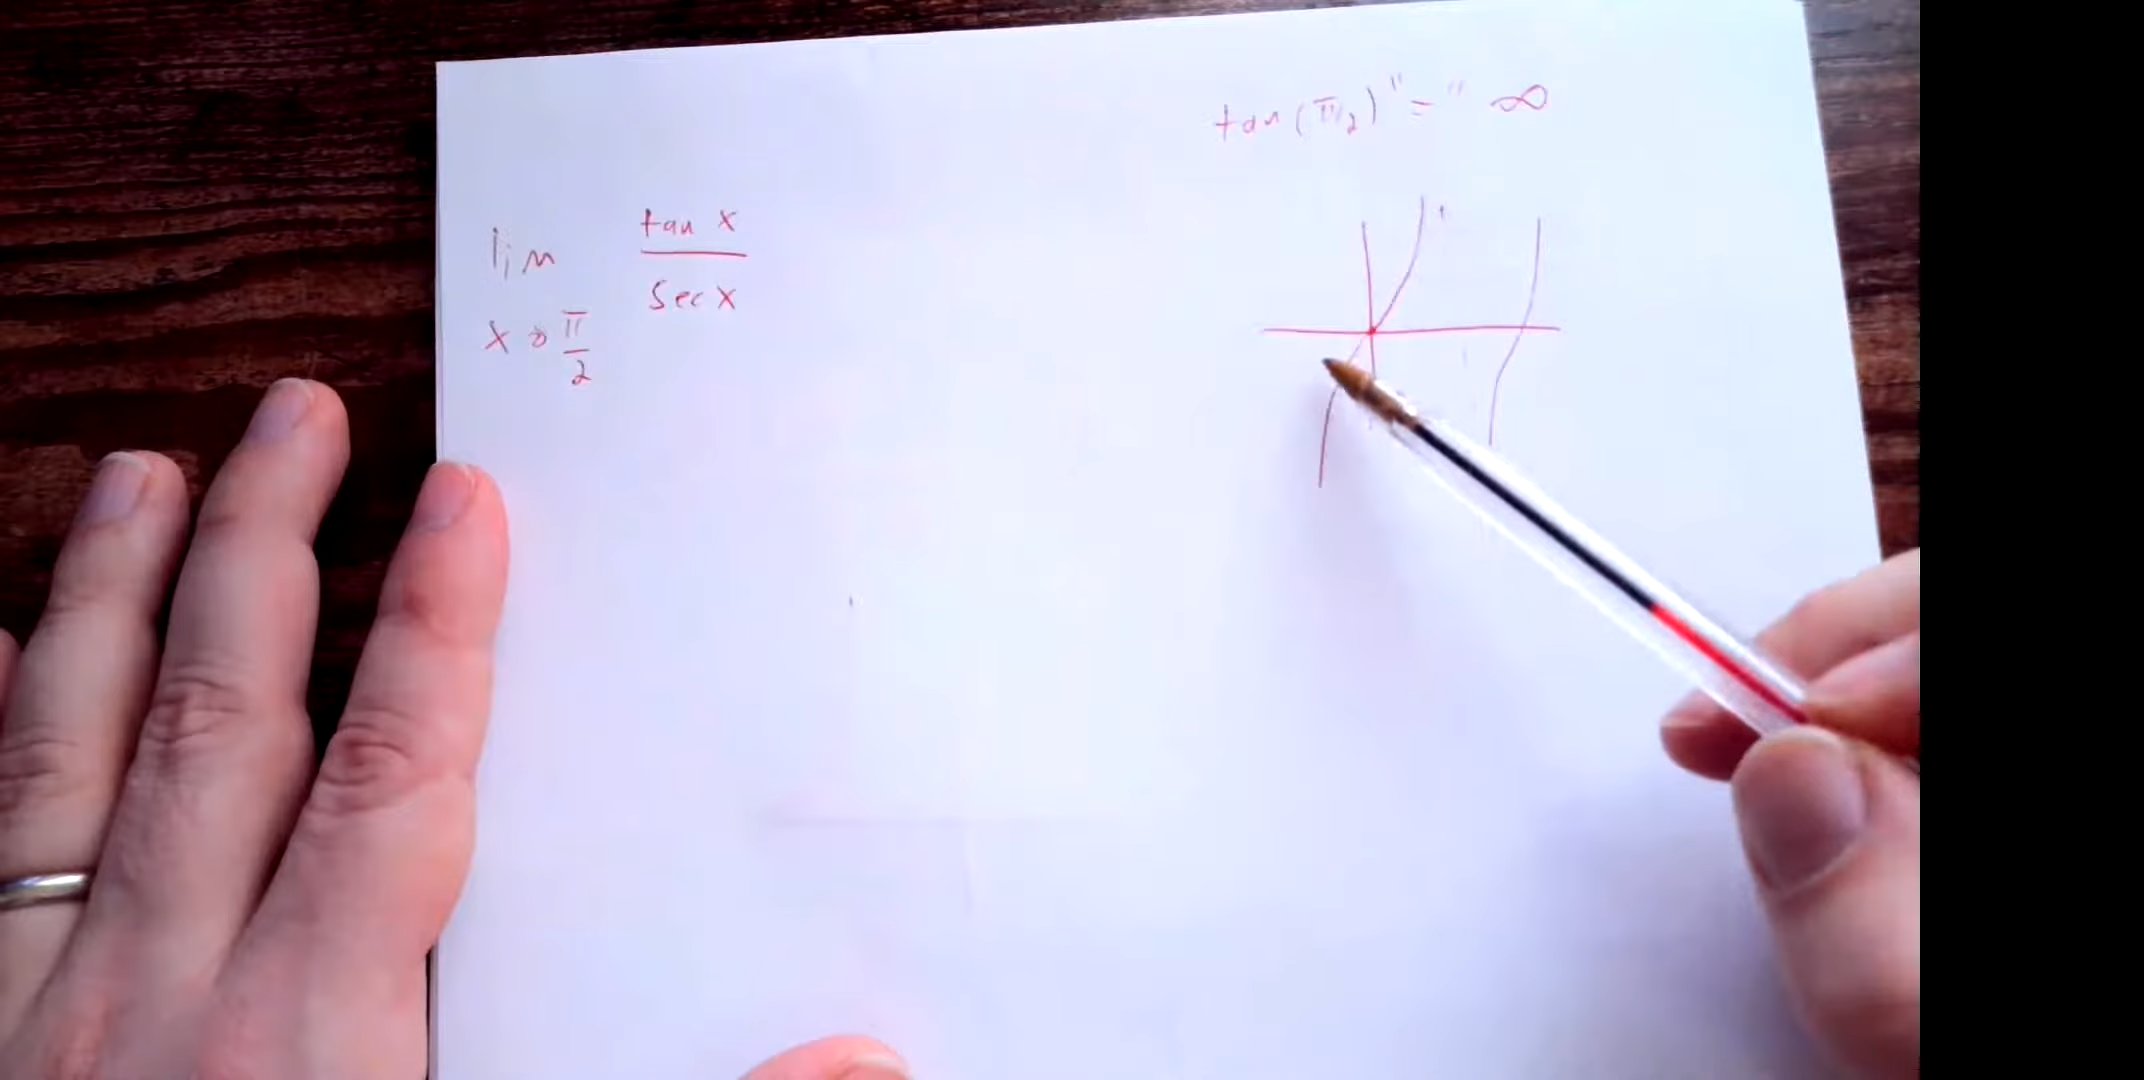 tan(π/2) "=" ∞
lim x→π/2 tan x / sec x